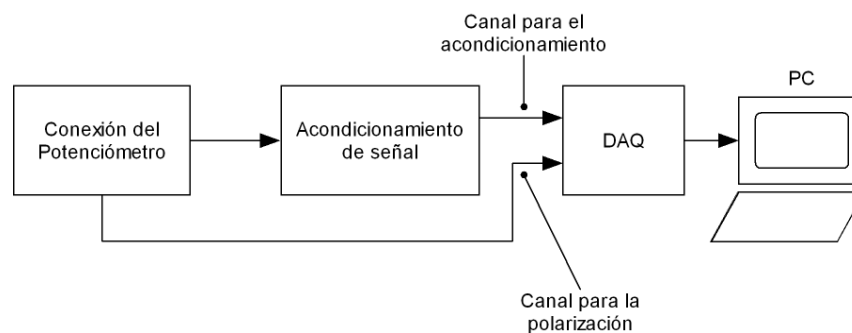 Canal para el
acondicionamiento
PC
Conexión del
Potenciómetro
Acondicionamiento
de señal
DAQ
Canal para la
polarización